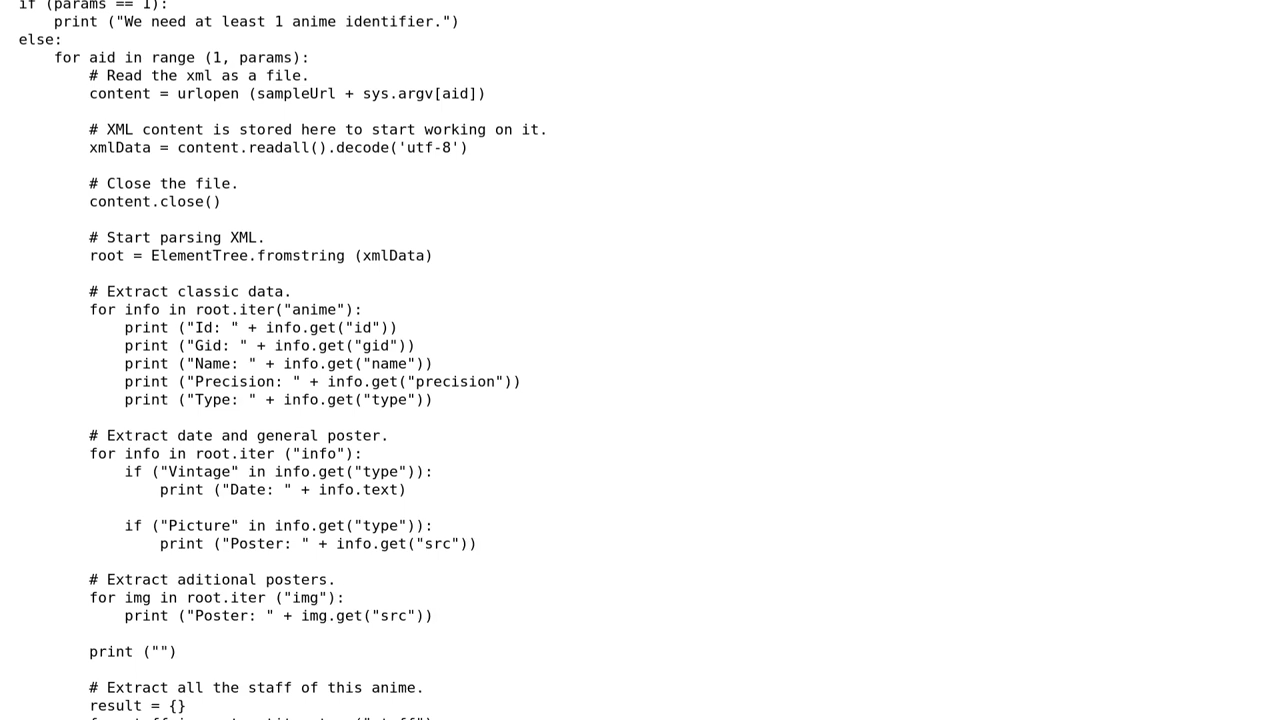 if (params == 1):
    print ("We need at least 1 anime identifier.")
else:
    for aid in range (1, params):
        # Read the xml as a file.
        content = urlopen (sampleUrl + sys.argv[aid])

        # XML content is stored here to start working on it.
        xmlData = content.readall().decode('utf-8')

        # Close the file.
        content.close()

        # Start parsing XML.
        root = ElementTree.fromstring (xmlData)

        # Extract classic data.
        for info in root.iter("anime"):
            print ("Id: " + info.get("id"))
            print ("Gid: " + info.get("gid"))
            print ("Name: " + info.get("name"))
            print ("Precision: " + info.get("precision"))
            print ("Type: " + info.get("type"))

        # Extract date and general poster.
        for info in root.iter ("info"):
            if ("Vintage" in info.get("type")):
                print ("Date: " + info.text)

            if ("Picture" in info.get("type")):
                print ("Poster: " + info.get("src"))

        # Extract aditional posters.
        for img in root.iter ("img"):
            print ("Poster: " + img.get("src"))

        print ("")

        # Extract all the staff of this anime.
        result = {}